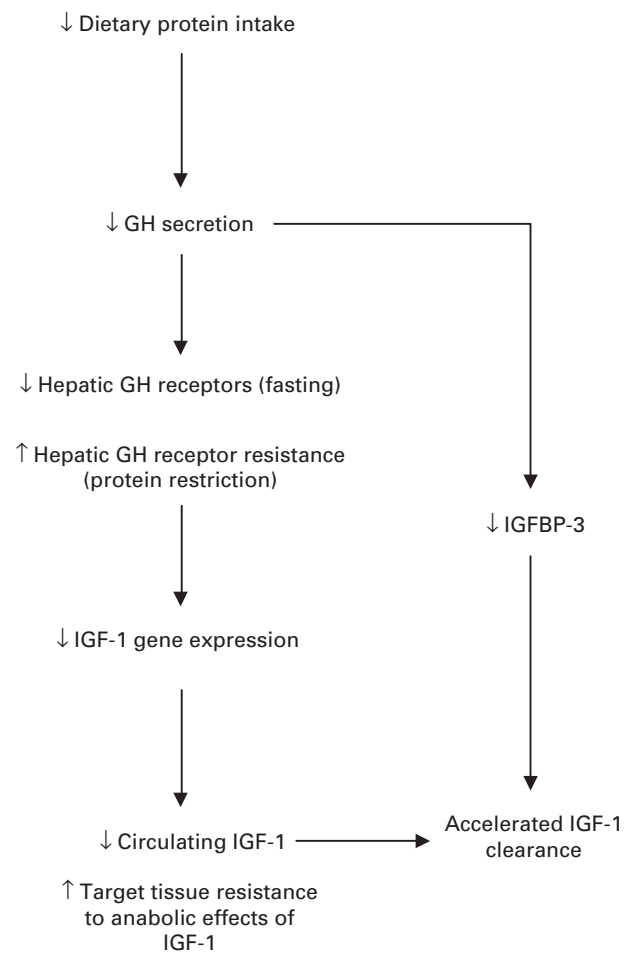 ↓ Dietary protein intake
↓ GH secretion
↓ Hepatic GH receptors (fasting)
↑ Hepatic GH receptor resistance
(protein restriction)
↓ IGFBP-3
↓ IGF-1 gene expression
↓ Circulating IGF-1
Accelerated IGF-1
clearance
↑ Target tissue resistance
to anabolic effects of
IGF-1